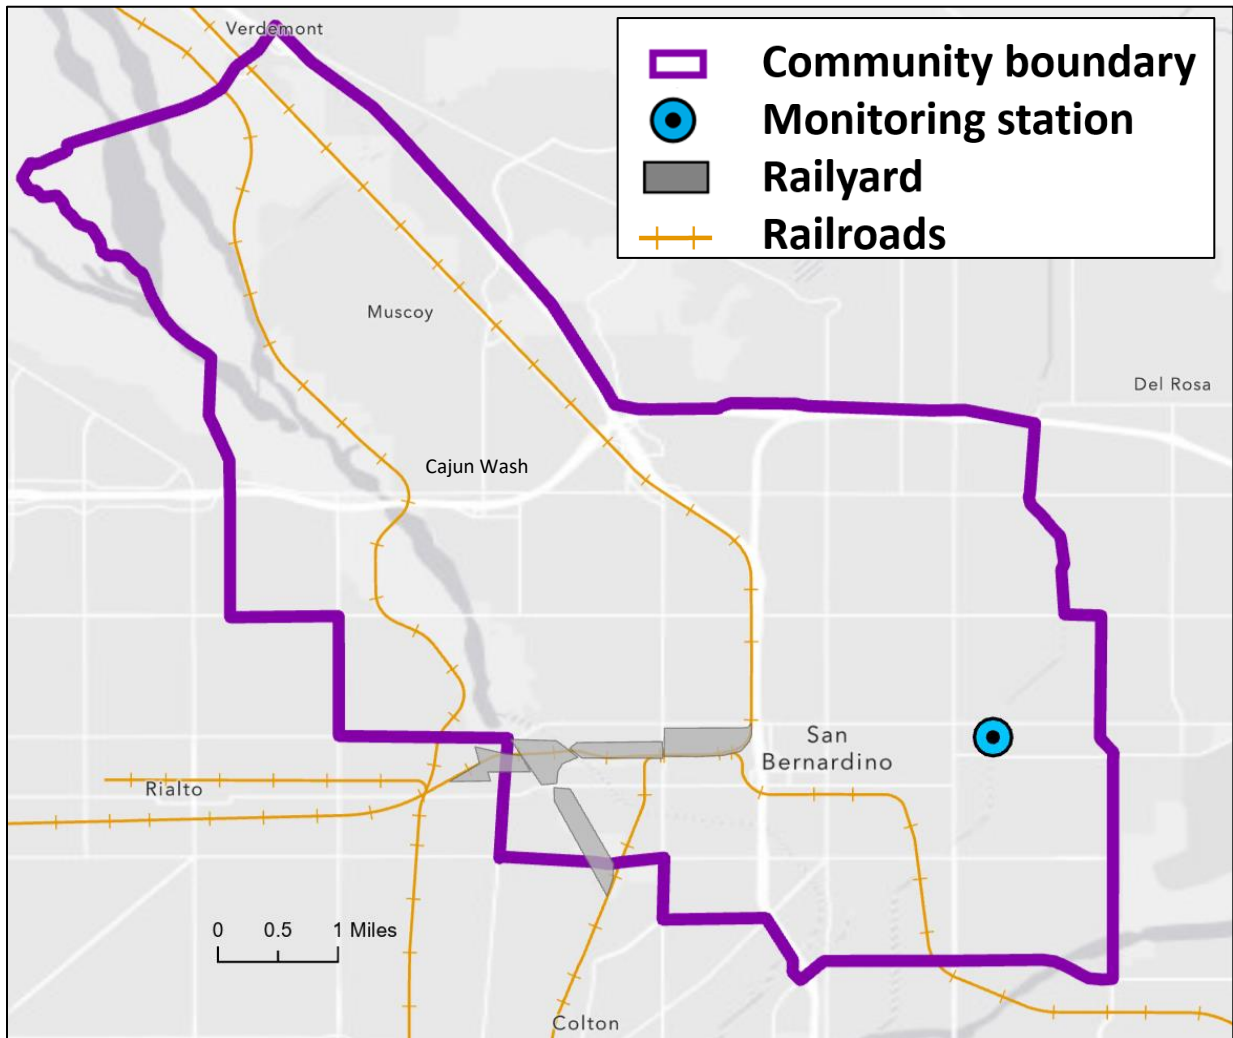 Verdemont
Community boundary
Monitoring station
Railyard
Railroads
Muscoy
Del Rosa
Cajun Wash
San
Bernardino
Rialto
0 0.5 1 Miles
Colton